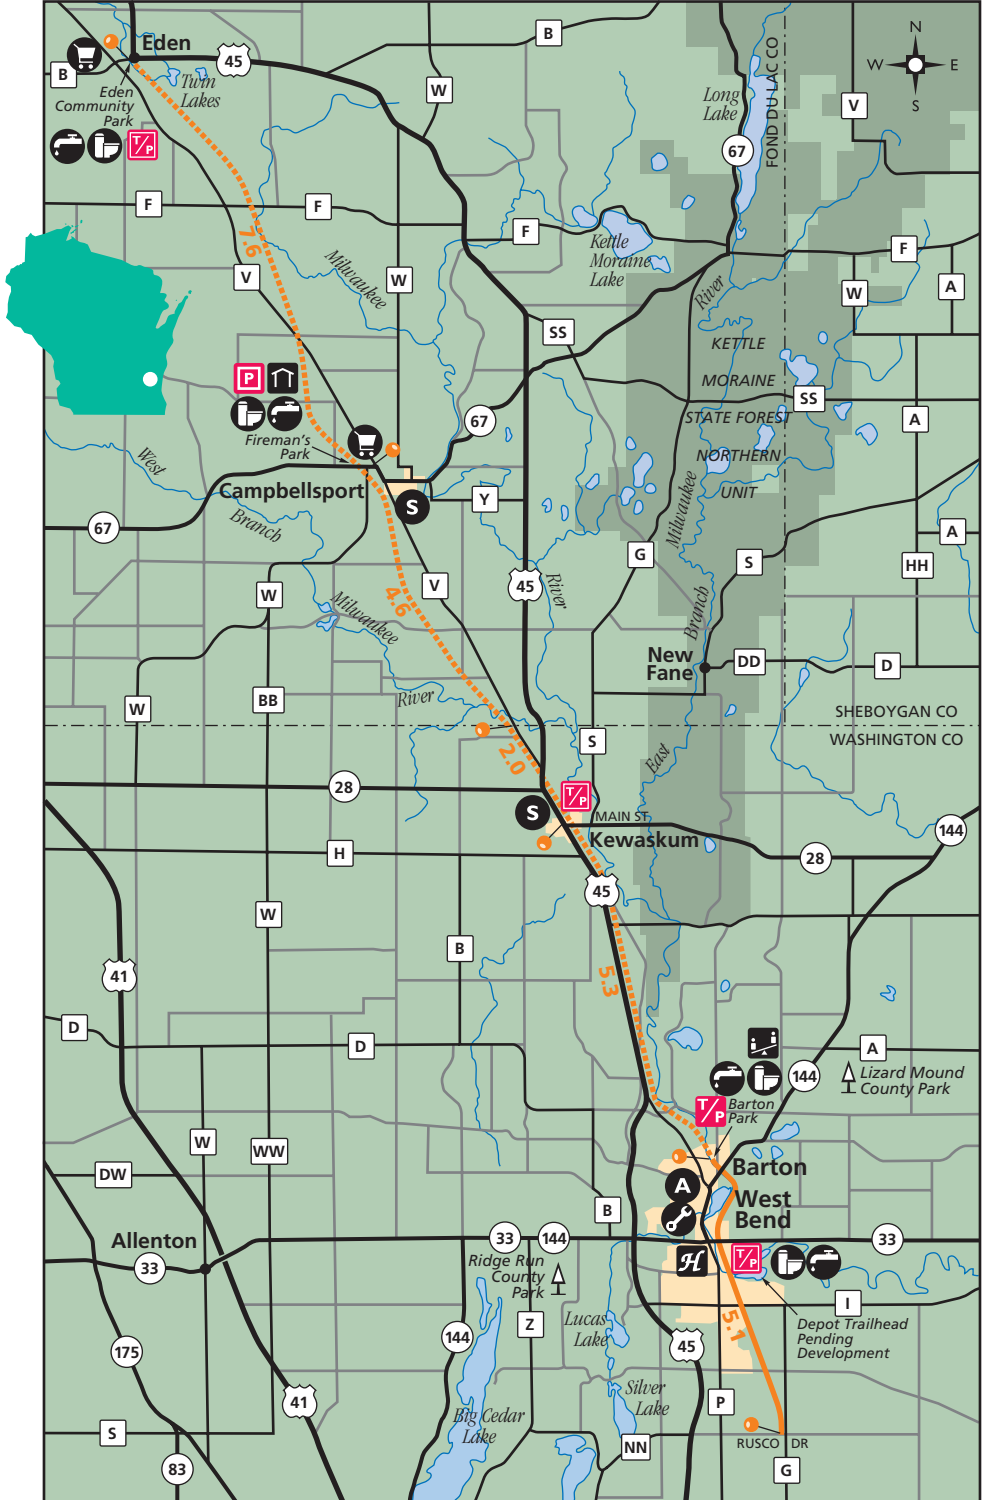 B
Eden
45
N
W
E
S
B
W
Twin
Lakes
Eden
Community
Park
T/P
Long
Lake
FOND DU LAC CO
V
67
F
F
F
F
7.6
Kettle
Moraine
Lake
Milwaukee
V
W
W
A
River
SS
KETTLE
MORAINE
STATE FOREST
NORTHERN
UNIT
SS
P
A
67
Fireman's
Park
West
Campbellsport
S
Y
67
Branch
Milwaukee
A
G
S
HH
W
4.6
V
45
River
Branch
Milwaukee
New
Fane
DD
D
River
W
BB
SHEBOYGAN CO
WASHINGTON CO
S
East
2.0
28
T/P
S
MAIN ST
Kewaskum
144
H
28
45
W
B
41
5.3
D
D
A
144
Lizard Mound
County Park
T/P
Barton
Park
W
WW
DW
Barton
A
West
Bend
B
Allenton
33
144
33
33
H
T/P
Ridge Run
County
Park
I
Z
Lucas
Lake
5.1
Depot Trailhead
Pending
Development
175
144
45
41
Silver
Lake
P
Big Cedar
Lake
S
NN
RUSCO DR
83
G